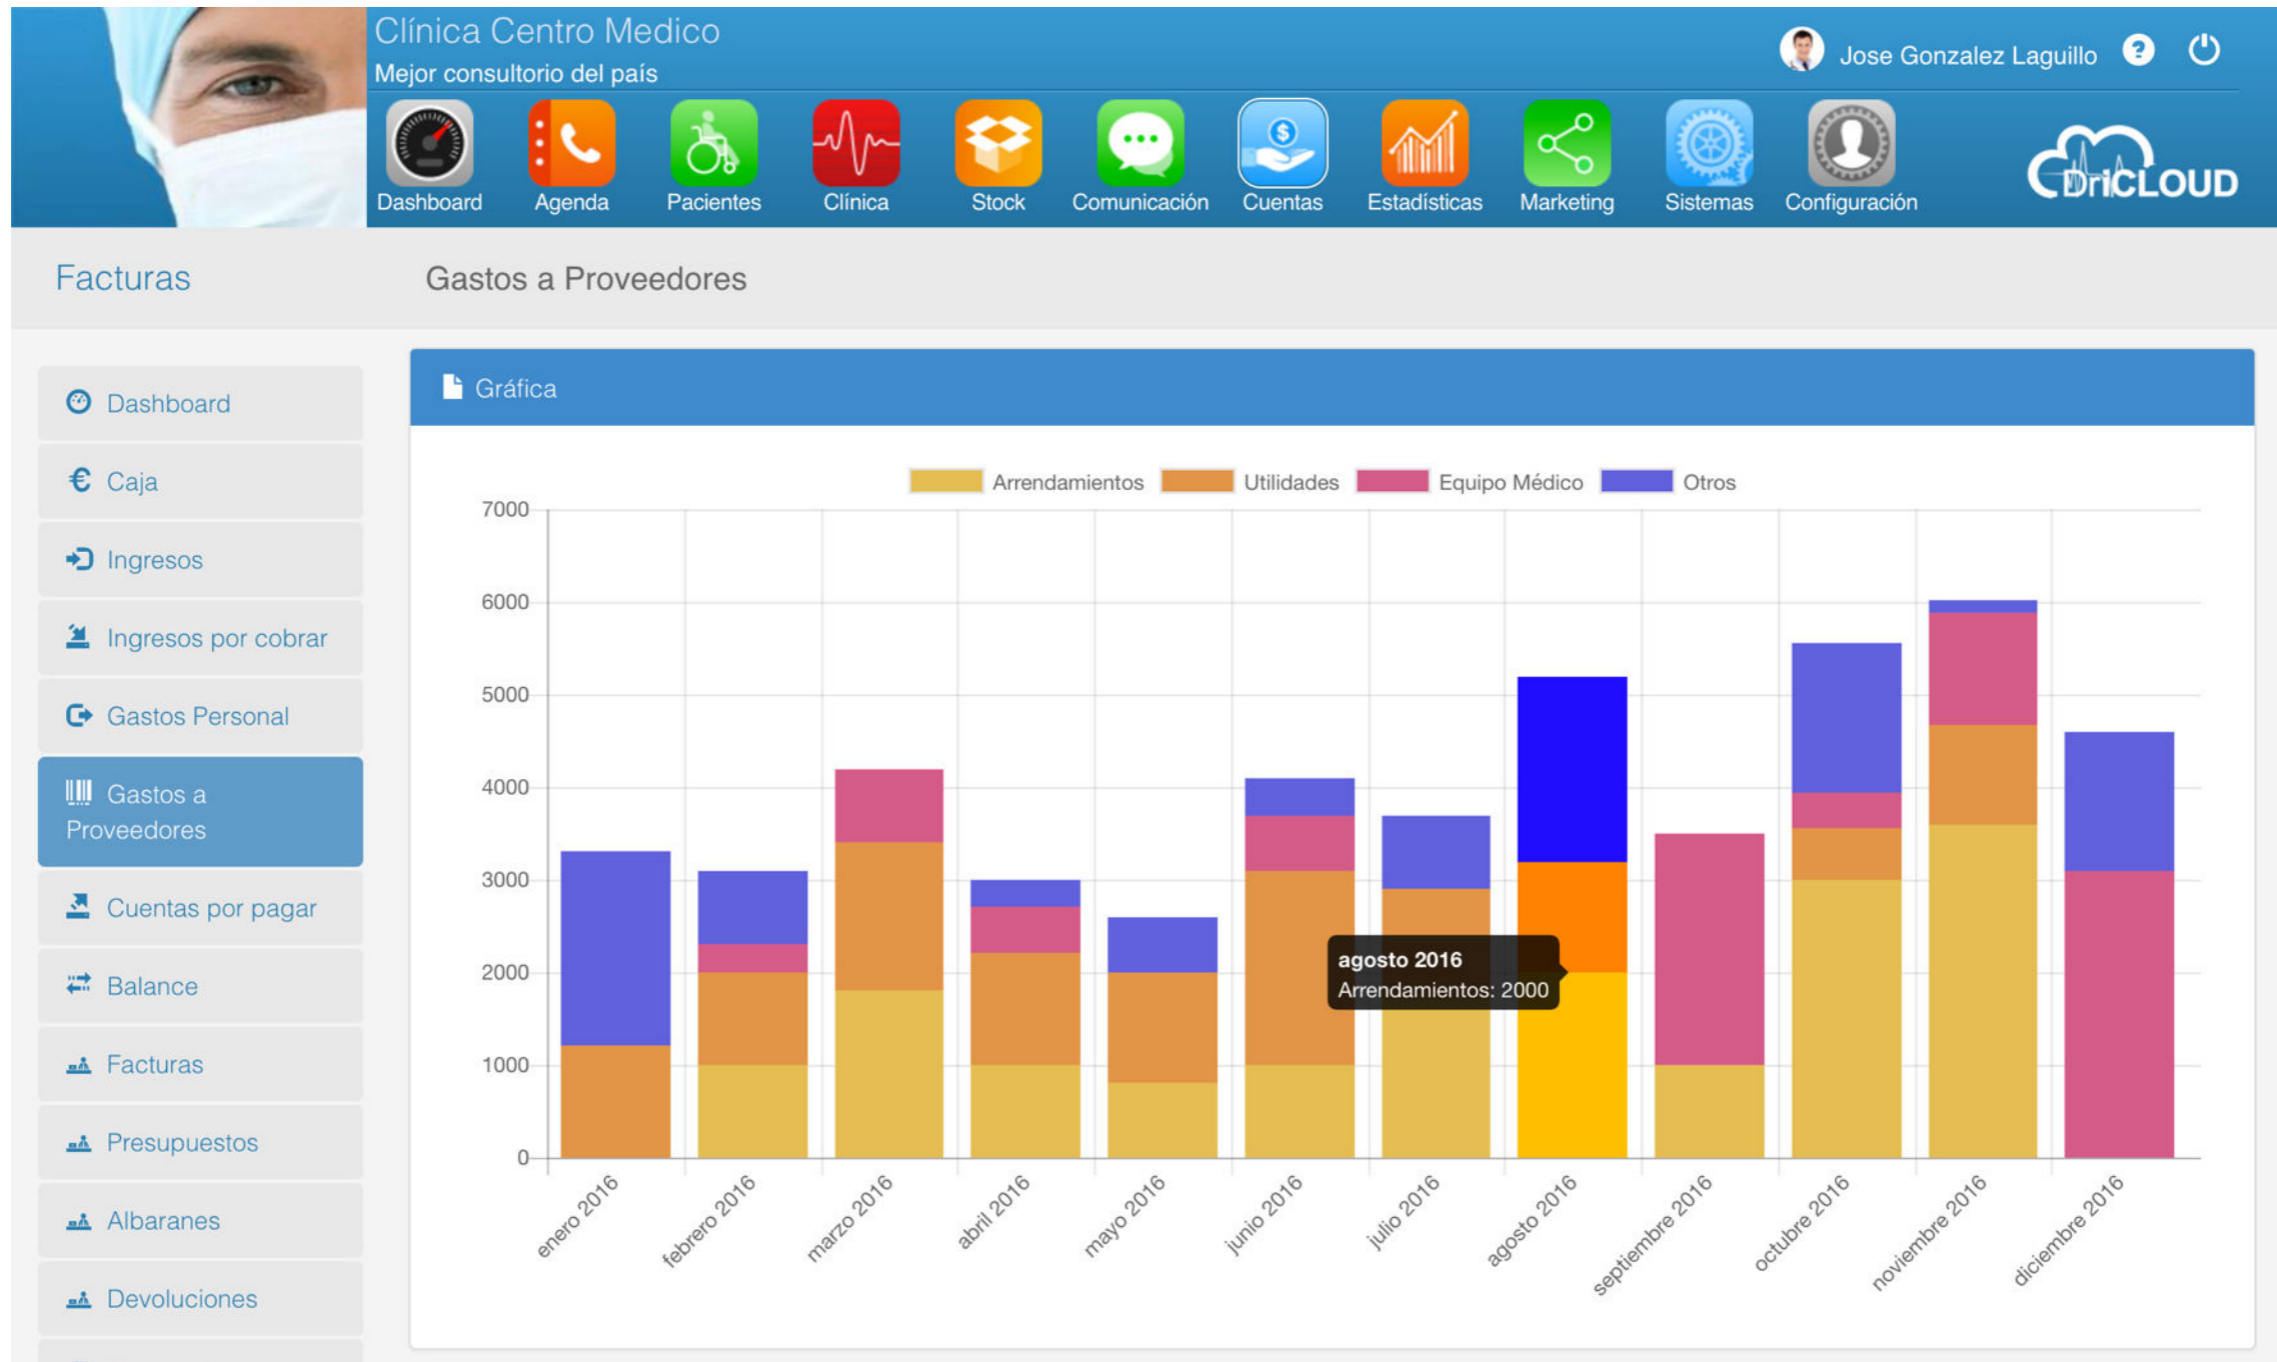 Clínica Centro Medico
Mejor consultorio del país
Jose Gonzalez Laguillo
?
Dashboard
Agenda
Pacientes
Clínica
Stock
Comunicación
Cuentas
Estadísticas
Marketing
Sistemas
Configuración
DriCLOUD
Facturas
Gastos a Proveedores
Dashboard
€ Caja
Ingresos
Ingresos por cobrar
Gastos Personal
Gastos a
Proveedores
Cuentas por pagar
Balance
Facturas
Presupuestos
Albaranes
Devoluciones
Gráfica
Arrendamientos Utilidades Equipo Médico Otros
7000
6000
5000
4000
3000
2000
1000
0
agosto 2016
Arrendamientos: 2000
enero 2016
febrero 2016
marzo 2016
abril 2016
mayo 2016
junio 2016
julio 2016
agosto 2016
septiembre 2016
octubre 2016
noviembre 2016
diciembre 2016